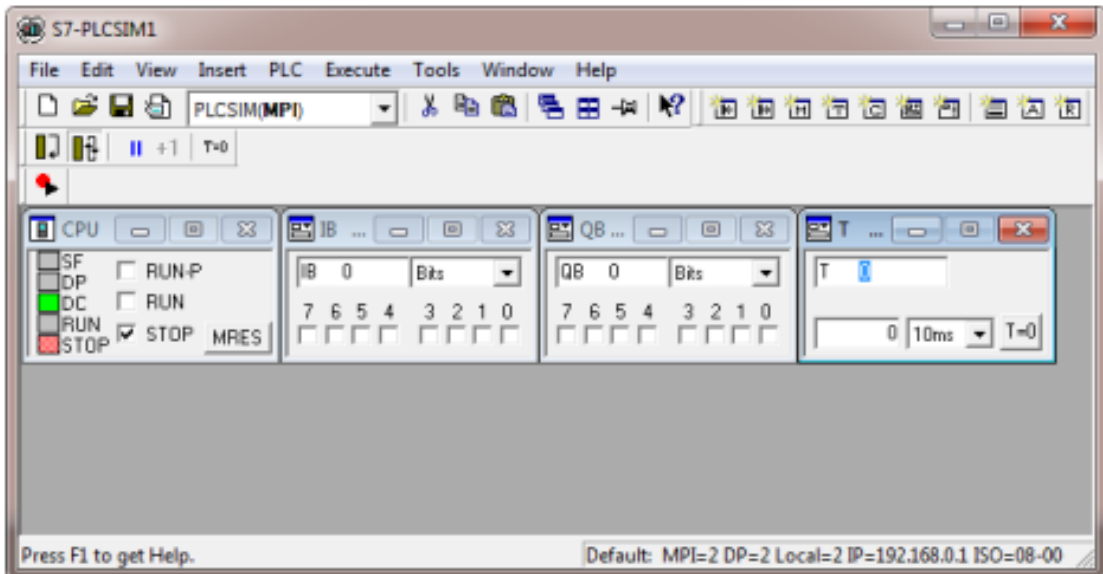 S7-PLCSIM1
File Edit View Insert PLC Execute Tools Window Help
PLCSIM(MPI)
+1 T=0
CPU
SF
DP
DC
RUN
STOP
RUN-P
RUN
STOP MRES
IB ...
IB 0 Bits
7 6 5 4 3 2 1 0
QB ...
QB 0 Bits
7 6 5 4 3 2 1 0
T ...
T 0
0 10ms T=0
Press F1 to get Help.
Default: MPI=2 DP=2 Local=2 IP=192.168.0.1 ISO=08-00